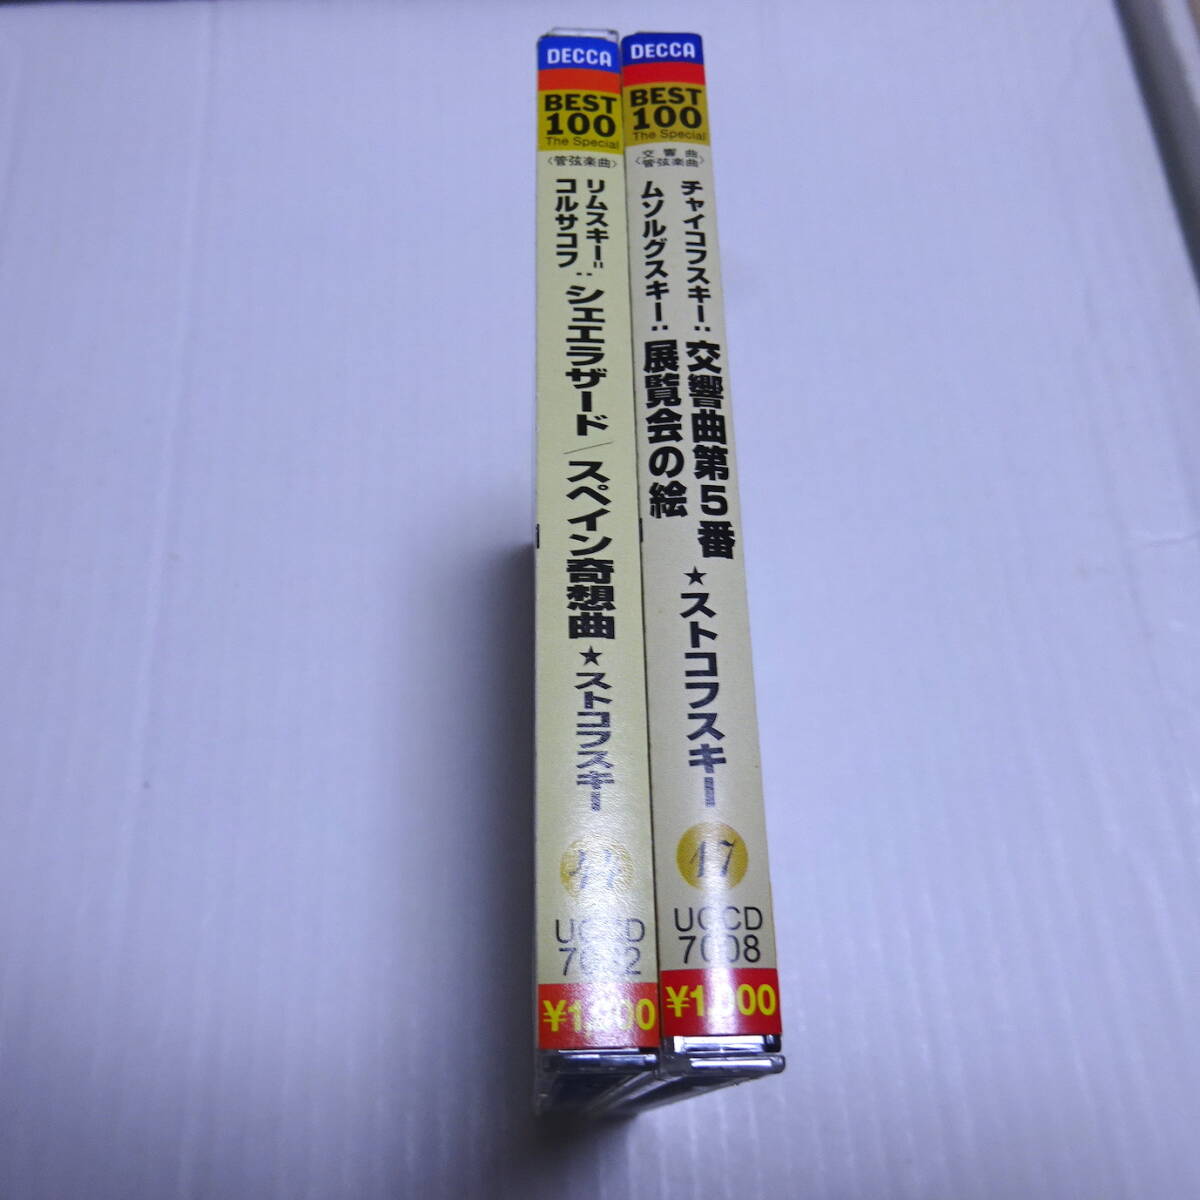 DECCA
BEST
100
The Special
〈管弦楽曲〉
リムスキー=
コルサコフ:
シェエラザード/スペイン奇想曲
★ストコフスキー
UCCD
¥1,000
DECCA
BEST
100
The Special
〈交響曲
管弦楽曲〉
チャイコフスキー:交響曲第5番
ムソルグスキー:展覧会の絵
★ストコフスキー
17
UCCD
7008
¥1,000